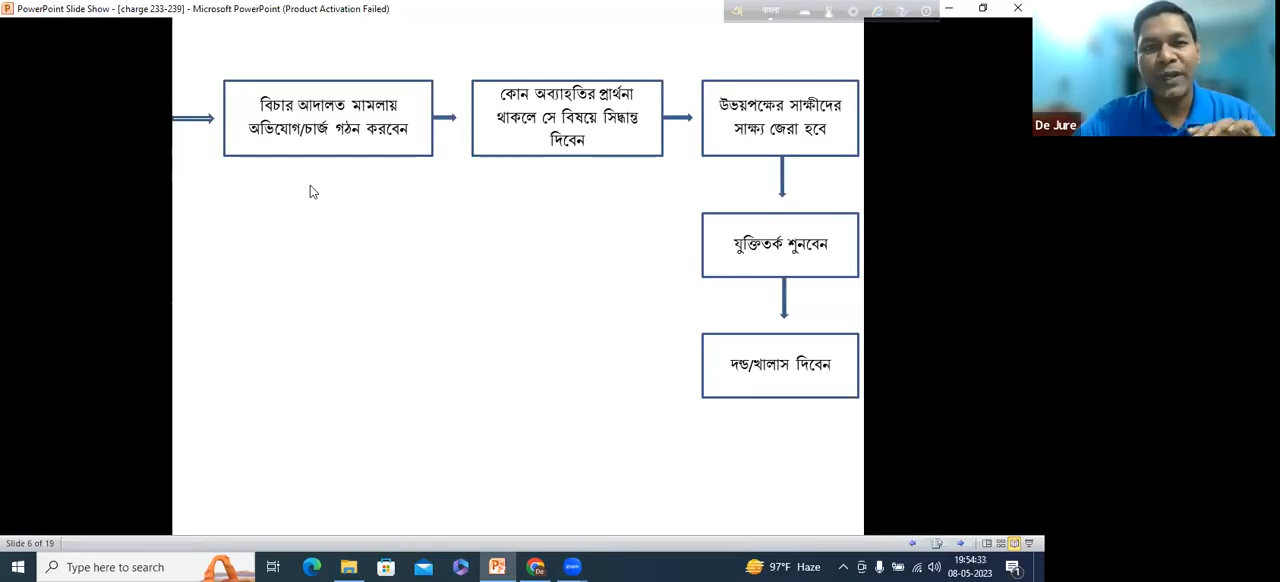 PowerPoint Slide Show - [charge 233-239] - Microsoft PowerPoint (Product Activation Failed)
বাংলা
বিচার আদালত মামলায়
অভিযোগ/চার্জ গঠন করবেন
কোন অব্যাহতির প্রার্থনা
থাকলে সে বিষয়ে সিদ্ধান্ত
দিবেন
উভয়পক্ষের সাক্ষীদের
সাক্ষ্য জেরা হবে
যুক্তিতর্ক শুনবেন
দন্ড/খালাস দিবেন
De Jure
Slide 6 of 19
Type here to search
97°F Haze
19:54:33
08-05-2023
1